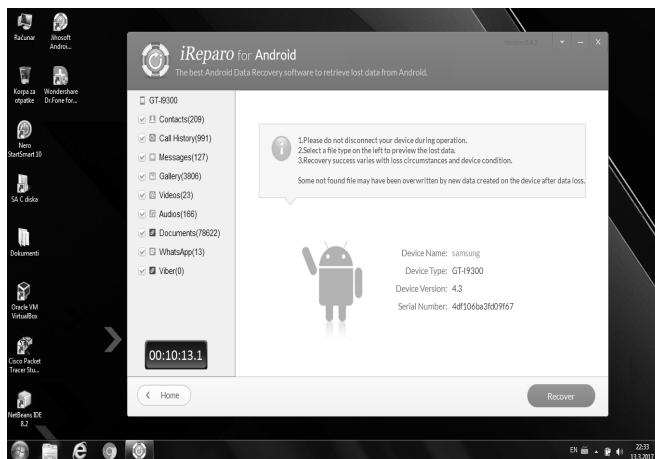 Računar
Jihosoft
Androi...
Korpa za
otpatke
Wondershare
Dr.Fone for...
Nero
StartSmart 10
SA C diska
Dokumenti
Oracle VM
VirtualBox
Cisco Packet
Tracer Stu...
NetBeans IDE
8.2
iReparo for Android
The best Android Data Recovery software to retrieve lost data from Android.
GT-I9300
Contacts(209)
Call History(991)
Messages(127)
Gallery(3806)
Videos(23)
Audios(166)
Documents(78622)
WhatsApp(13)
Viber(0)
00:10:13.1
1.Please do not disconnect your device during operation.
2.Select a file type on the left to preview the lost data.
3.Recovery success varies with loss circumstances and device condition.
Some not found file may have been overwritten by new data created on the device after data loss.
Device Name: samsung
Device Type: GT-I9300
Device Version: 4.3
Serial Number: 4df106ba3fd09f67
Home
Recover
EN
22:33
13.3.2017